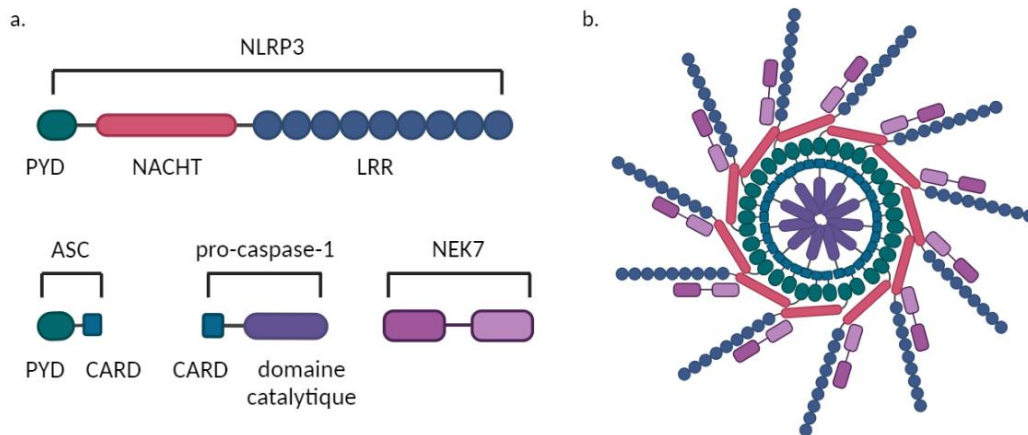 a.
NLRP3
PYD
NACHT
LRR
ASC
PYD
CARD
pro-caspase-1
CARD
domaine
catalytique
NEK7
b.